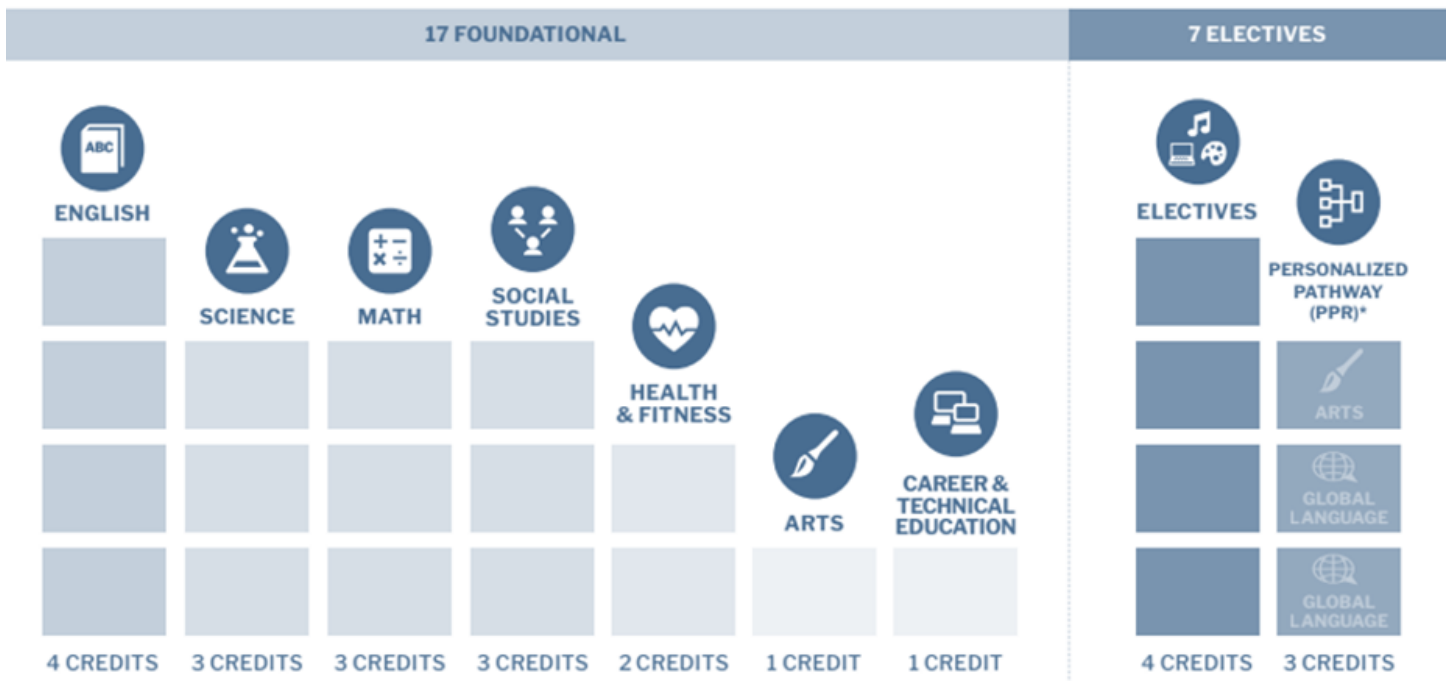 17 FOUNDATIONAL
7 ELECTIVES
ABC
ENGLISH
SCIENCE
MATH
SOCIAL
STUDIES
HEALTH
& FITNESS
ARTS
CAREER &
TECHNICAL
EDUCATION
ELECTIVES
PERSONALIZED
PATHWAY
(PPR)*
ARTS
GLOBAL
LANGUAGE
GLOBAL
LANGUAGE
4 CREDITS
3 CREDITS
3 CREDITS
3 CREDITS
2 CREDITS
1 CREDIT
1 CREDIT
4 CREDITS
3 CREDITS